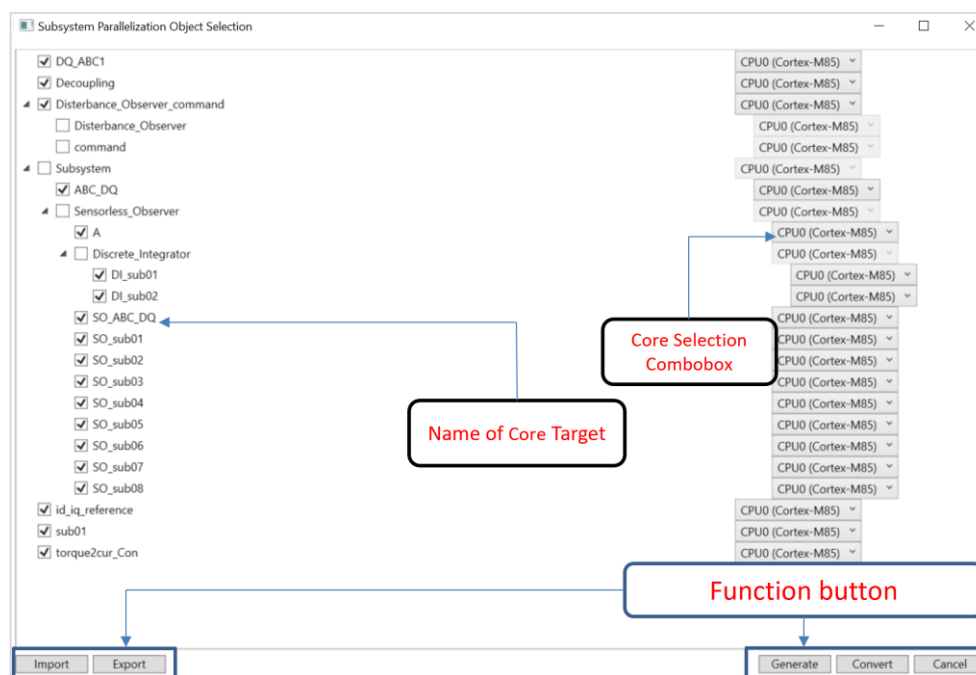 Subsystem Parallelization Object Selection
DQ_ABC1 CPU0 (Cortex-M85)
Decoupling CPU0 (Cortex-M85)
Disterbance_Observer_command CPU0 (Cortex-M85)
Disterbance_Observer CPU0 (Cortex-M85)
command CPU0 (Cortex-M85)
Subsystem CPU0 (Cortex-M85)
ABC_DQ CPU0 (Cortex-M85)
Sensorless_Observer CPU0 (Cortex-M85)
A CPU0 (Cortex-M85)
Discrete_Integrator CPU0 (Cortex-M85)
DI_sub01 CPU0 (Cortex-M85)
DI_sub02 CPU0 (Cortex-M85)
SO_ABC_DQ CPU0 (Cortex-M85)
SO_sub01 CPU0 (Cortex-M85)
SO_sub02 CPU0 (Cortex-M85)
SO_sub03 CPU0 (Cortex-M85)
SO_sub04 CPU0 (Cortex-M85)
SO_sub05 CPU0 (Cortex-M85)
SO_sub06 CPU0 (Cortex-M85)
SO_sub07 CPU0 (Cortex-M85)
SO_sub08 CPU0 (Cortex-M85)
id_iq_reference CPU0 (Cortex-M85)
sub01 CPU0 (Cortex-M85)
torque2cur_Con CPU0 (Cortex-M85)
Core Selection
Combobox
Name of Core Target
Function button
Import Export Generate Convert Cancel